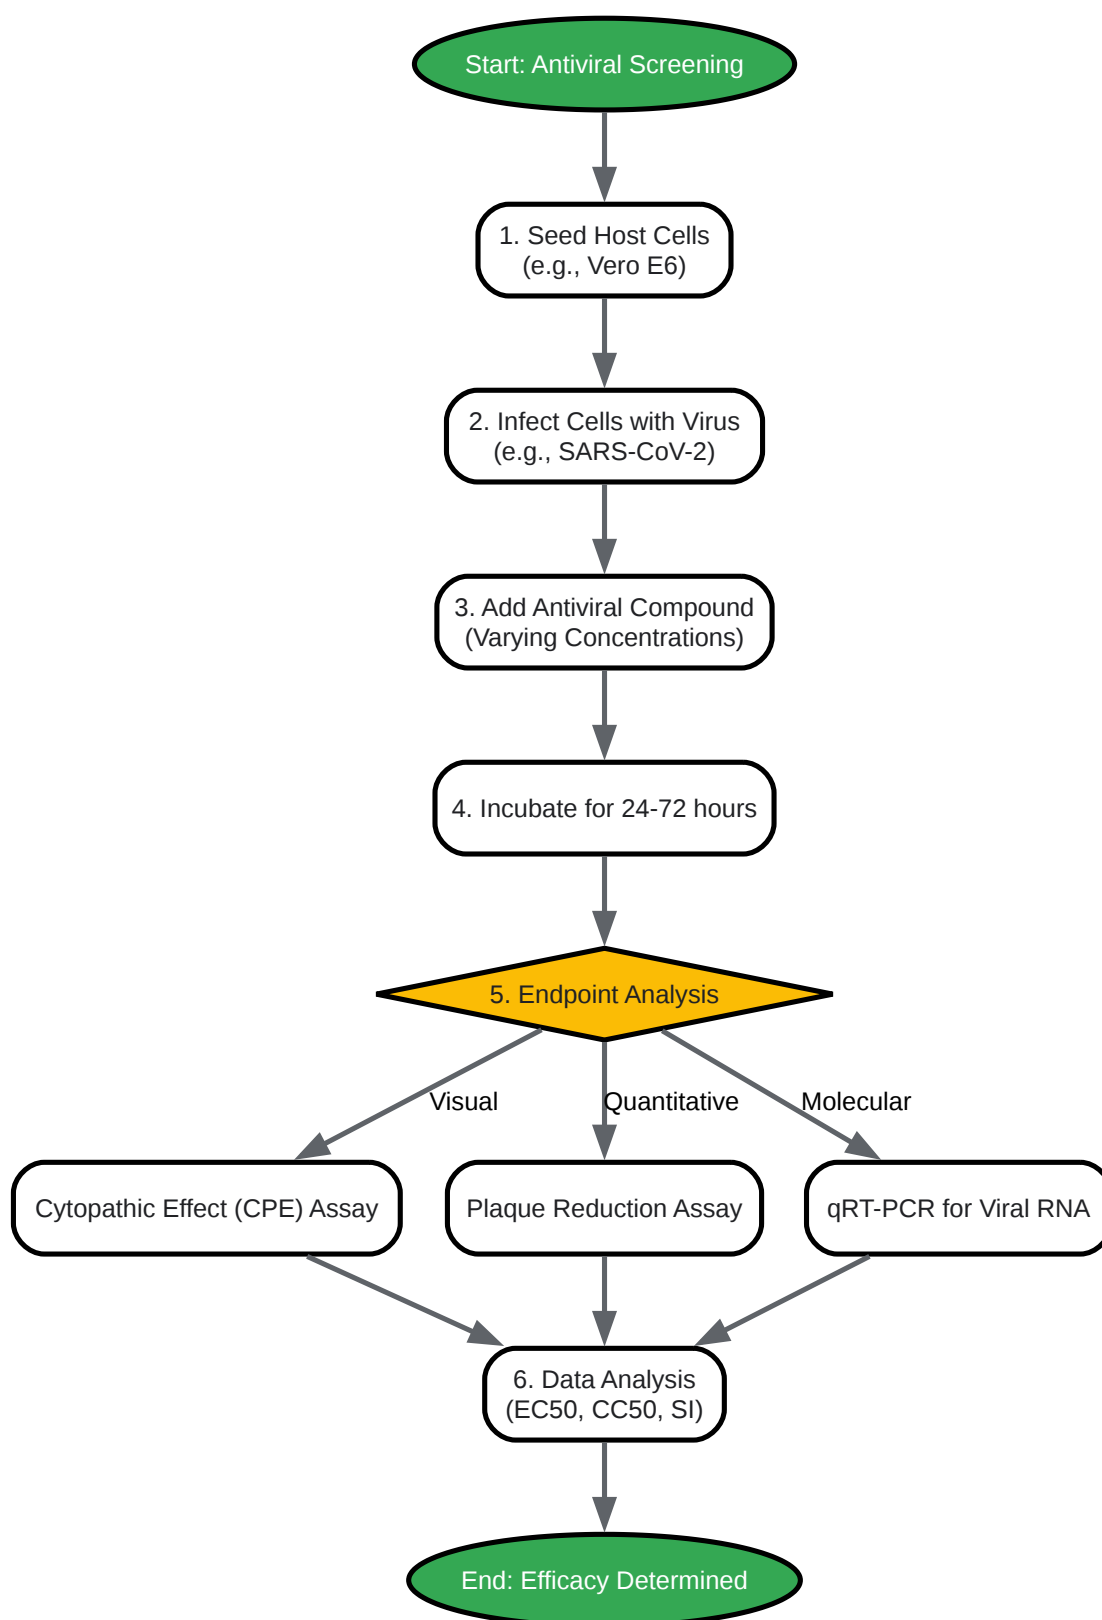 Start: Antiviral Screening
1. Seed Host Cells
(e.g., Vero E6)
2. Infect Cells with Virus
(e.g., SARS-CoV-2)
3. Add Antiviral Compound
(Varying Concentrations)
4. Incubate for 24-72 hours
5. Endpoint Analysis
Visual
Quantitative
Molecular
Cytopathic Effect (CPE) Assay
Plaque Reduction Assay
qRT-PCR for Viral RNA
6. Data Analysis
(EC50, CC50, SI)
End: Efficacy Determined